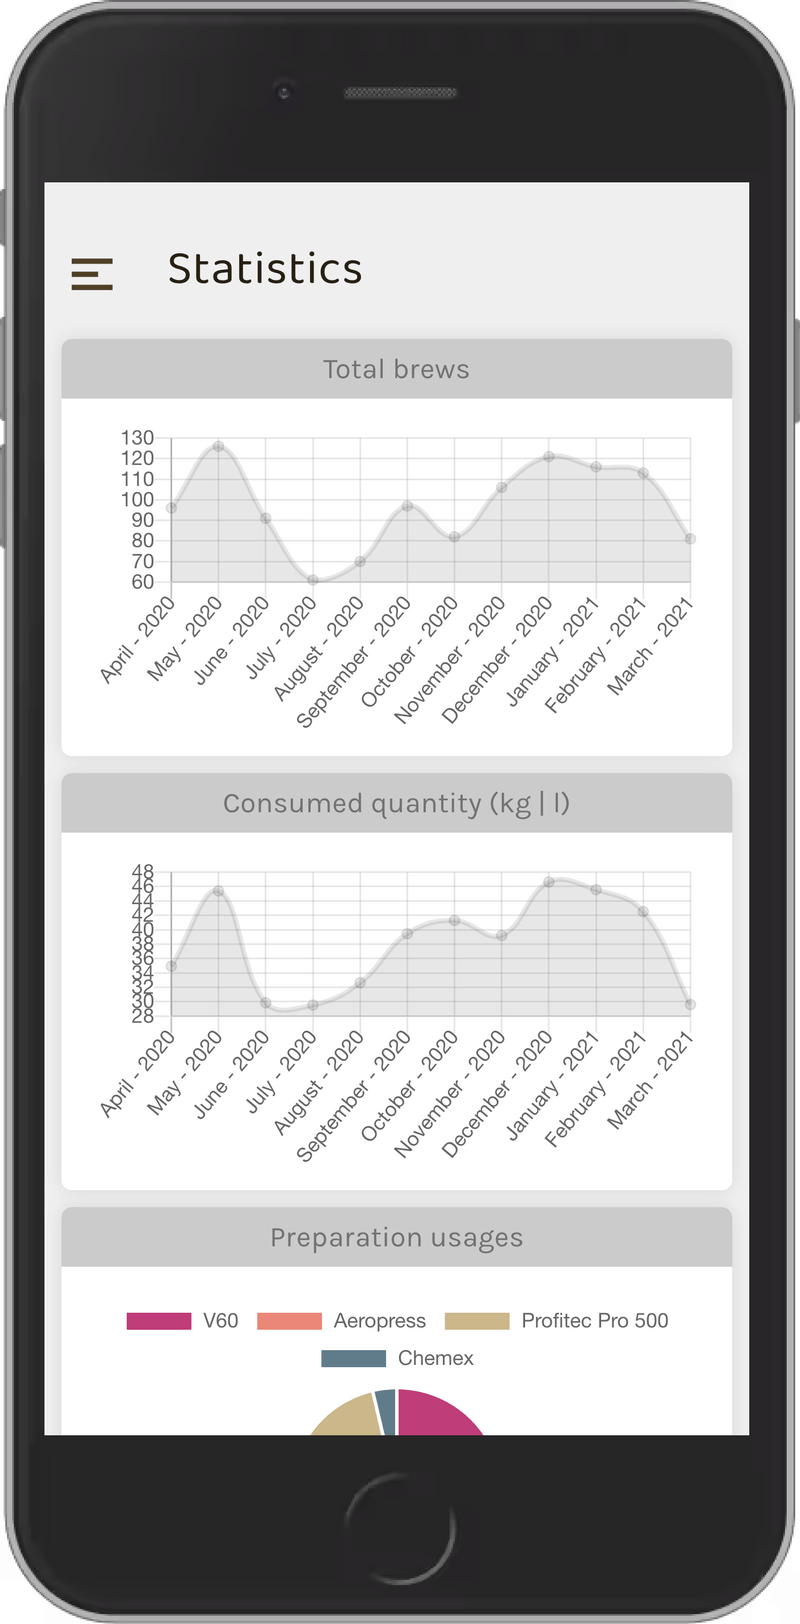 Statistics
Total brews
130
120
110
100
90
80
70
60
April - 2020
May - 2020
June - 2020
July - 2020
August - 2020
September - 2020
October - 2020
November - 2020
December - 2020
January - 2021
February - 2021
March - 2021
Consumed quantity (kg | l)
48
46
44
42
40
38
36
34
32
30
28
April - 2020
May - 2020
June - 2020
July - 2020
August - 2020
September - 2020
October - 2020
November - 2020
December - 2020
January - 2021
February - 2021
March - 2021
Preparation usages
V60 Aeropress Profitec Pro 500
Chemex